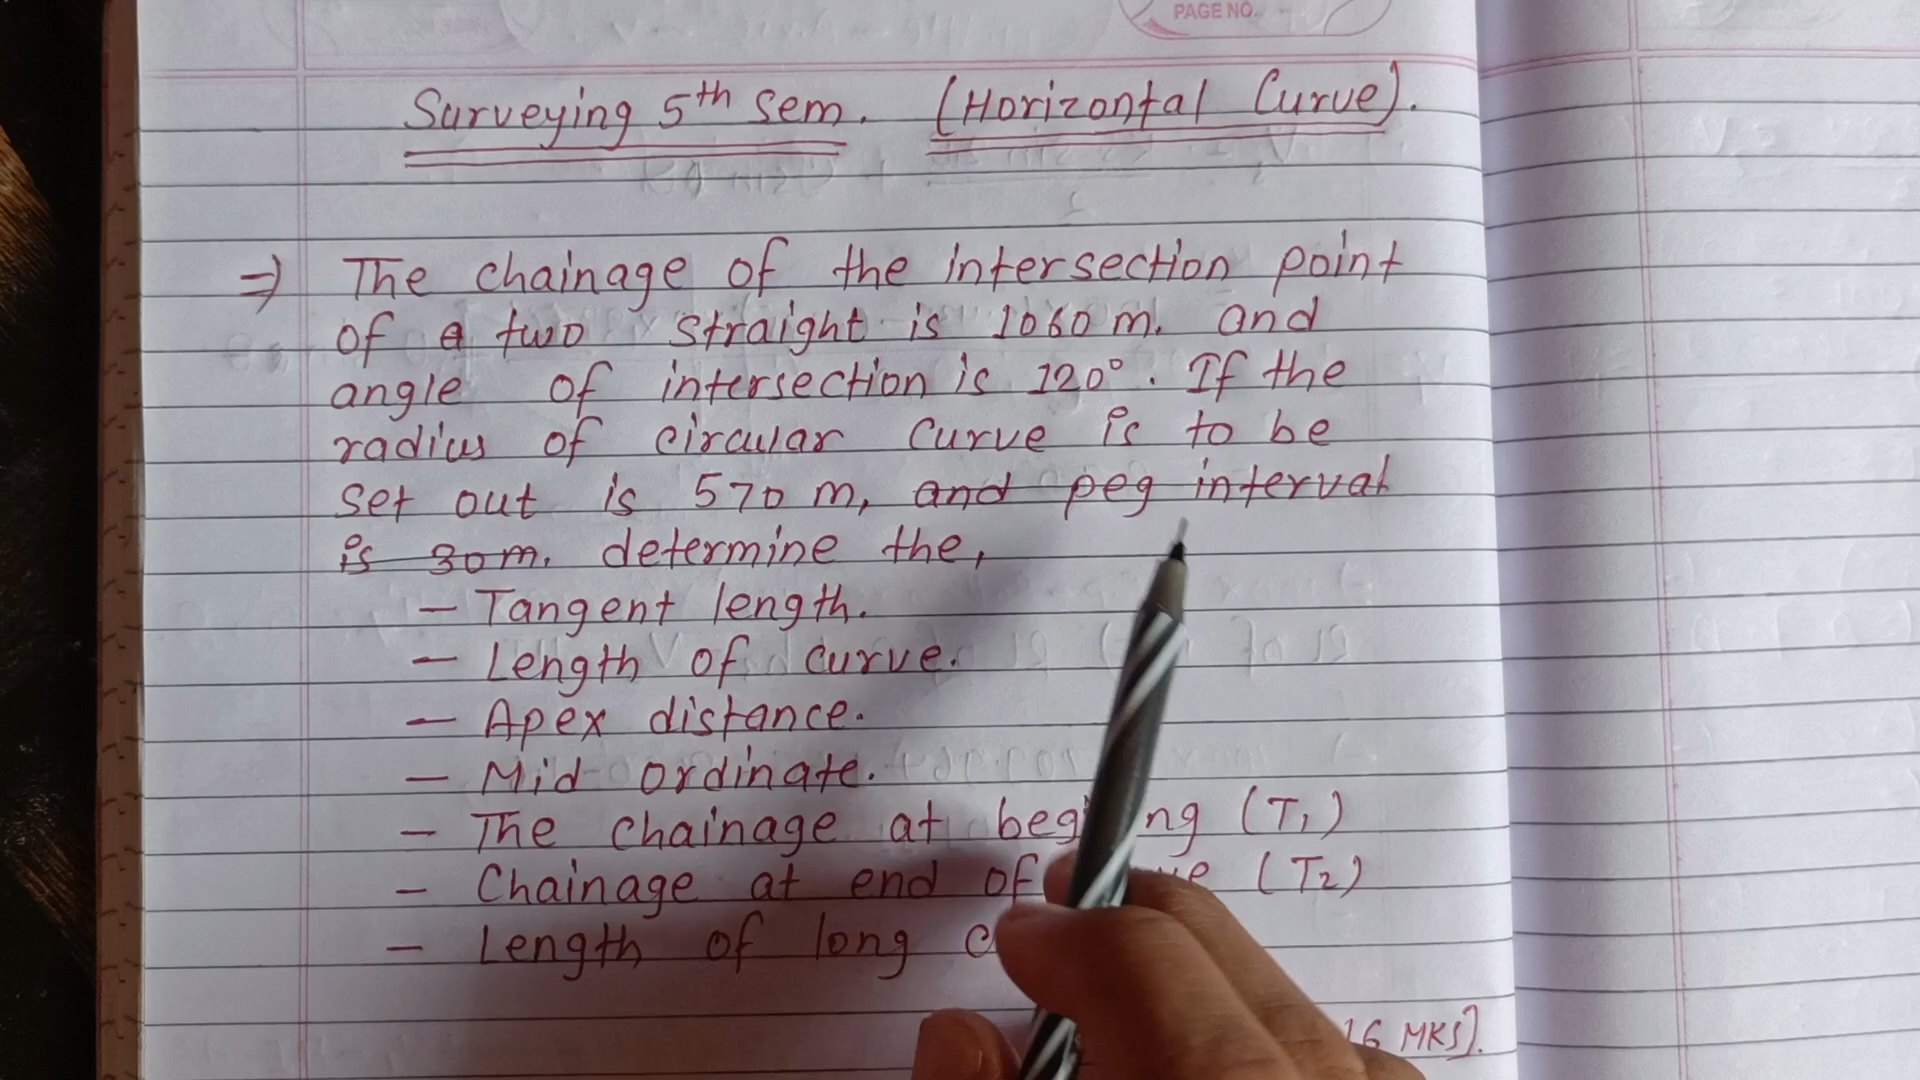 PAGE NO.
Surveying 5th sem. (Horizontal Curve).
⇒ The chainage of the intersection point
of a two straight is 1060 m. and
angle of intersection is 120°. If the
radius of circular curve is to be
set out is 570 m, and peg interval
is 30m. determine the,
– Tangent length.
– Length of curve.
– Apex distance.
– Mid ordinate.
– The chainage at (T1)
– Chainage at end of (T2)
– Length of long
16 MKS].